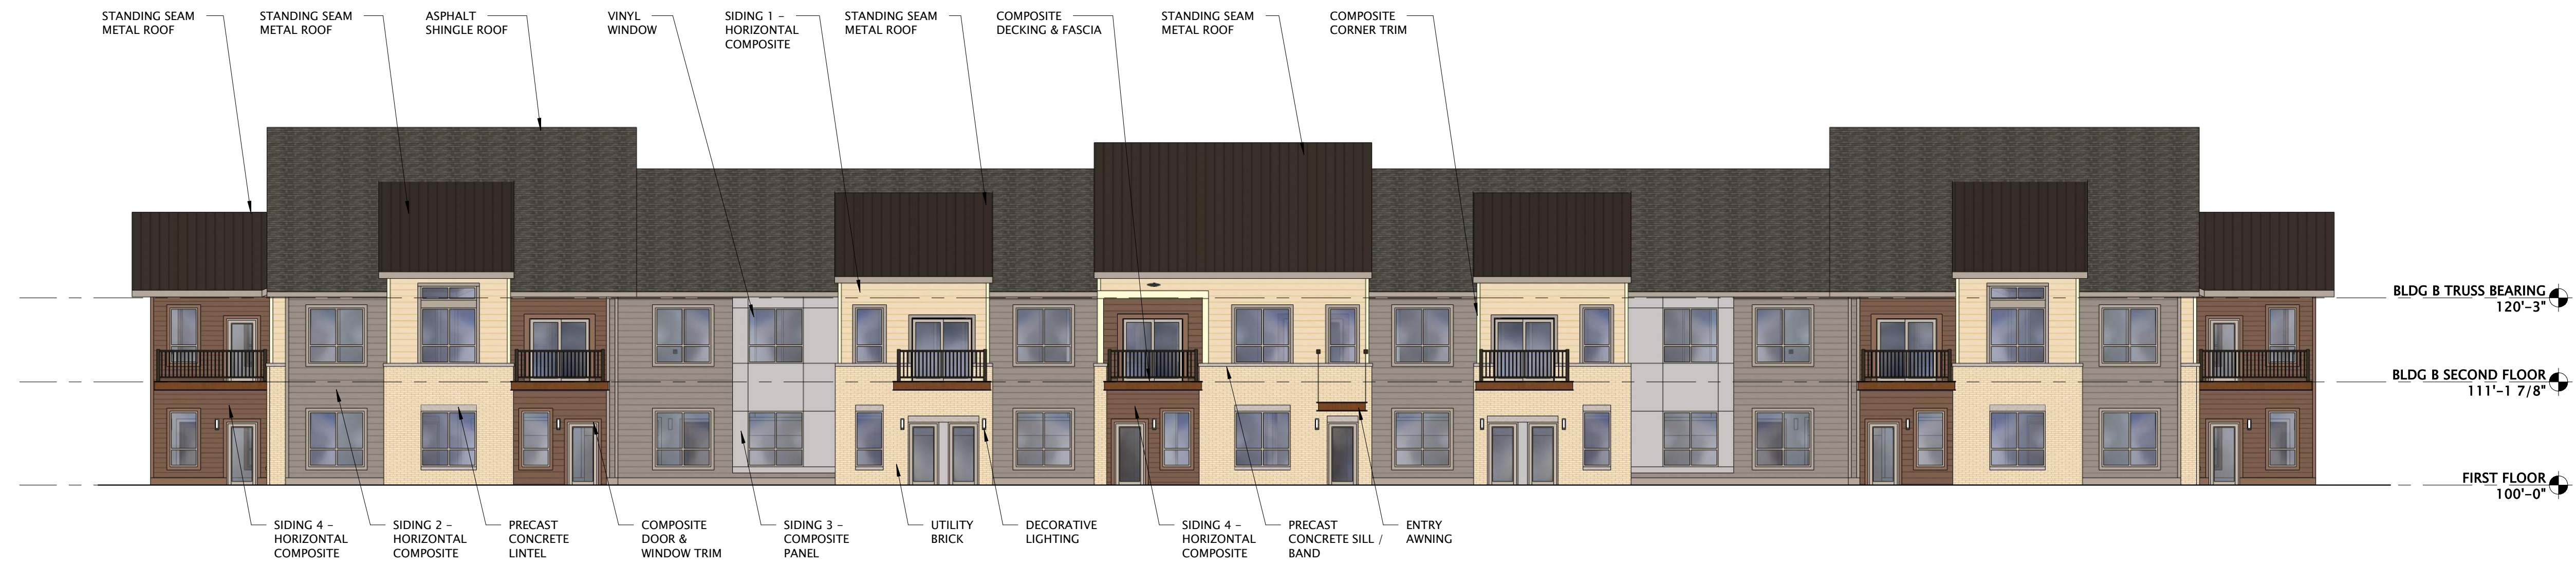 STANDING SEAM
METAL ROOF
STANDING SEAM
METAL ROOF
ASPHALT
SHINGLE ROOF
VINYL
WINDOW
SIDING 1 -
HORIZONTAL
COMPOSITE
STANDING SEAM
METAL ROOF
COMPOSITE
DECKING & FASCIA
STANDING SEAM
METAL ROOF
COMPOSITE
CORNER TRIM
BLDG B TRUSS BEARING
120'-3"
BLDG B SECOND FLOOR
111'-1 7/8"
FIRST FLOOR
100'-0"
SIDING 4 -
HORIZONTAL
COMPOSITE
SIDING 2 -
HORIZONTAL
COMPOSITE
PRECAST
CONCRETE
LINTEL
COMPOSITE
DOOR &
WINDOW TRIM
SIDING 3 -
COMPOSITE
PANEL
UTILITY
BRICK
DECORATIVE
LIGHTING
SIDING 4 -
HORIZONTAL
COMPOSITE
PRECAST
CONCRETE SILL /
BAND
ENTRY
AWNING